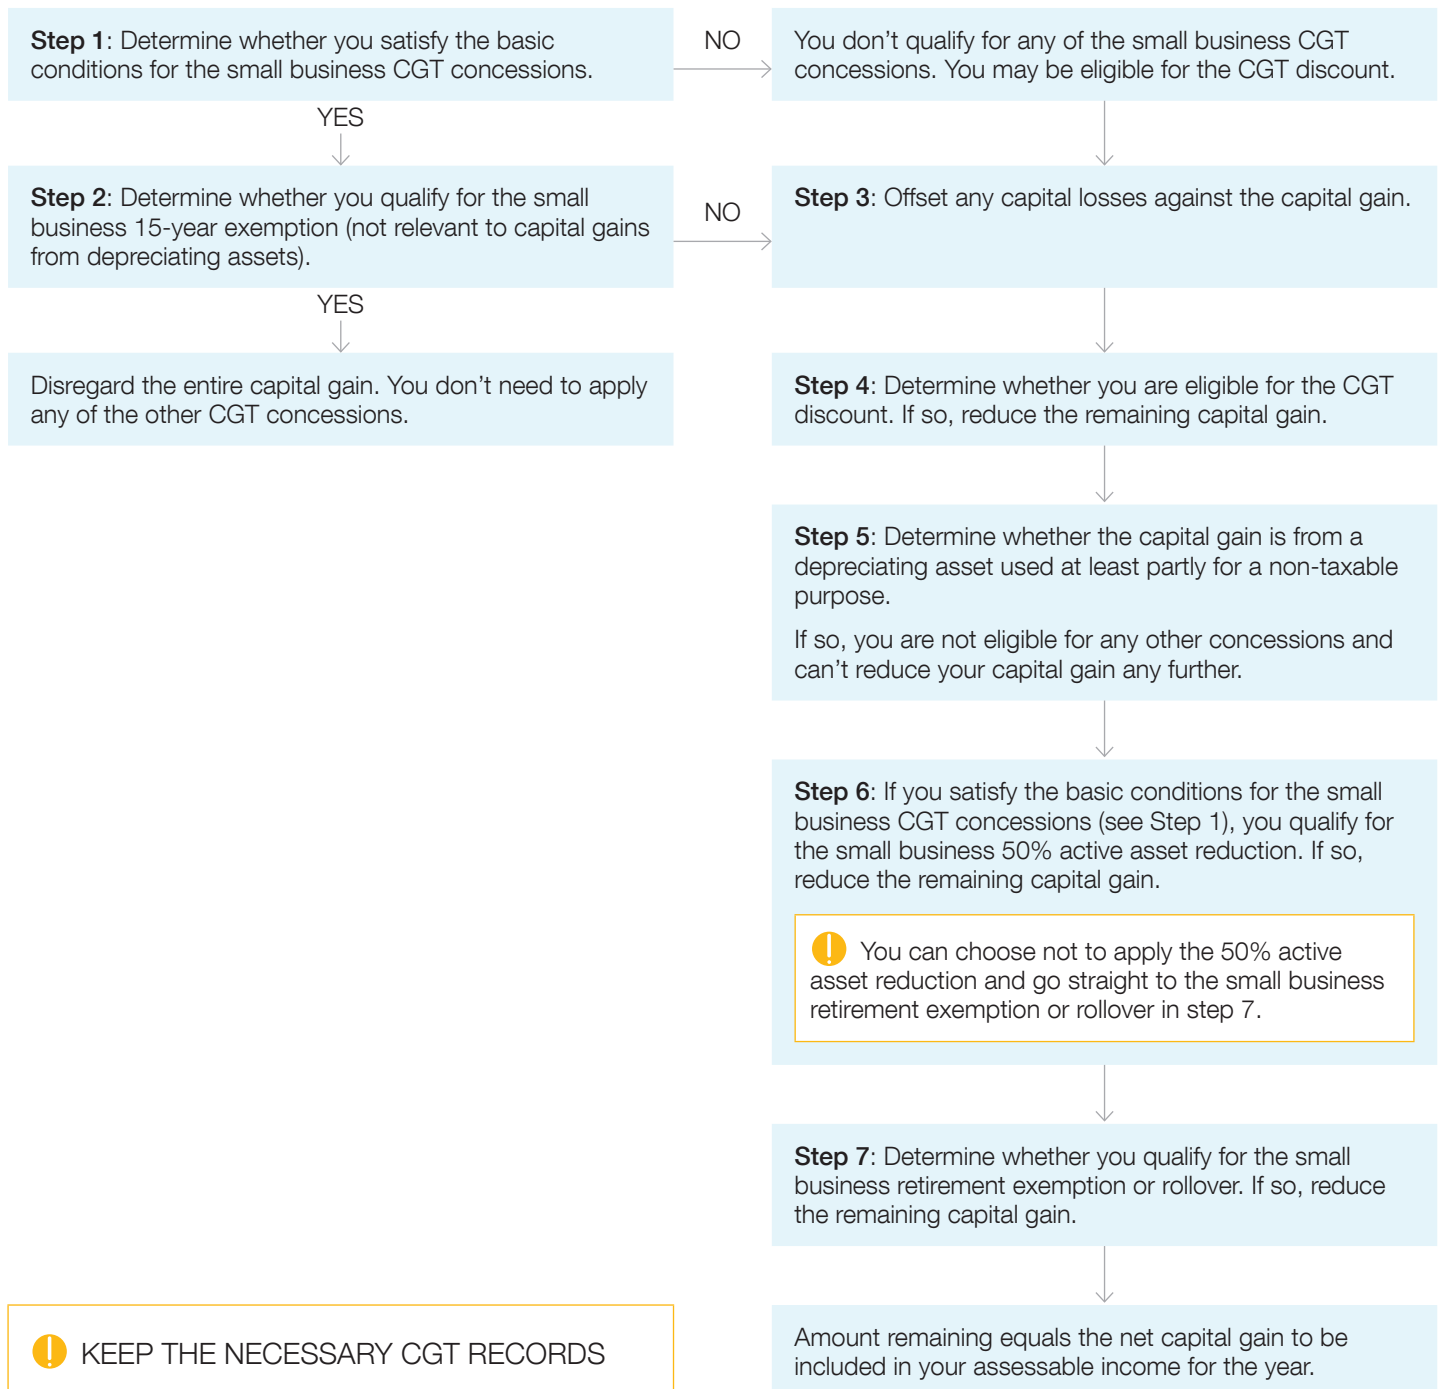 Step 1: Determine whether you satisfy the basic
conditions for the small business CGT concessions.
NO
You don’t qualify for any of the small business CGT
concessions. You may be eligible for the CGT discount.
YES
Step 2: Determine whether you qualify for the small
business 15-year exemption (not relevant to capital gains
from depreciating assets).
NO
Step 3: Offset any capital losses against the capital gain.
YES
Disregard the entire capital gain. You don’t need to apply
any of the other CGT concessions.
Step 4: Determine whether you are eligible for the CGT
discount. If so, reduce the remaining capital gain.
Step 5: Determine whether the capital gain is from a
depreciating asset used at least partly for a non-taxable
purpose.
If so, you are not eligible for any other concessions and
can’t reduce your capital gain any further.
Step 6: If you satisfy the basic conditions for the small
business CGT concessions (see Step 1), you qualify for
the small business 50% active asset reduction. If so,
reduce the remaining capital gain.
You can choose not to apply the 50% active
asset reduction and go straight to the small business
retirement exemption or rollover in step 7.
Step 7: Determine whether you qualify for the small
business retirement exemption or rollover. If so, reduce
the remaining capital gain.
KEEP THE NECESSARY CGT RECORDS
Amount remaining equals the net capital gain to be
included in your assessable income for the year.